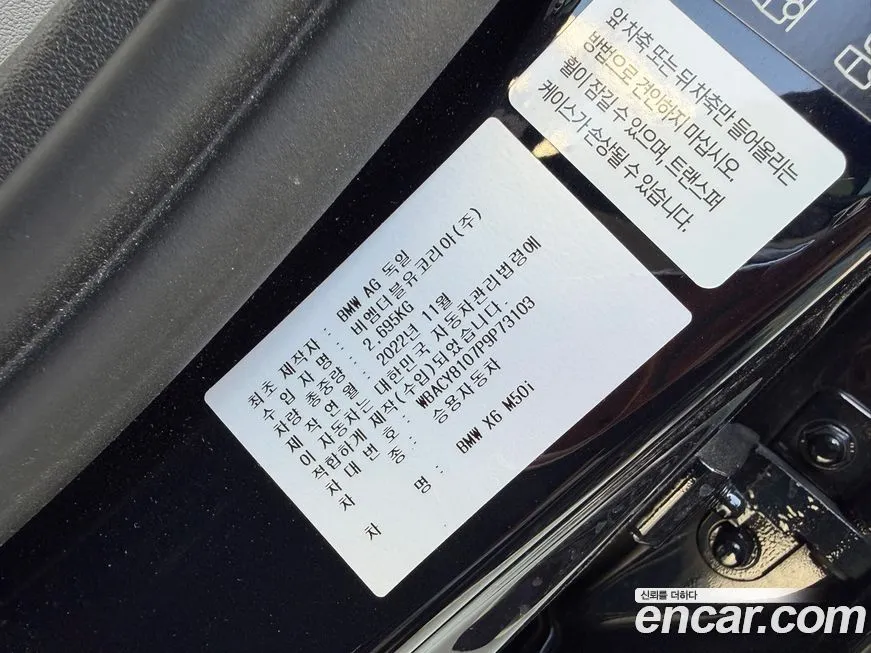 앞 차축 또는 뒤 차축만 들어올리는
방법으로 견인하지 마십시오.
휠이 잠길 수 있으며, 트랜스퍼
케이스가 손상될 수 있습니다.
최초 제작자 : BMW AG 독일
수 입 자 명 : 비엠더블유코리아(주)
차량 총중량 : 2,695KG
제 작 연 월 : 2022년 11월
이 자동차는 대한민국 자동차관리법령에
적합하게 제작(수입)되었습니다.
차 대 번 호 : WBACY8107P9P73103
차 종 : 승용자동차
차 명 : BMW X6 M50i
신뢰를 더하다
encar.com